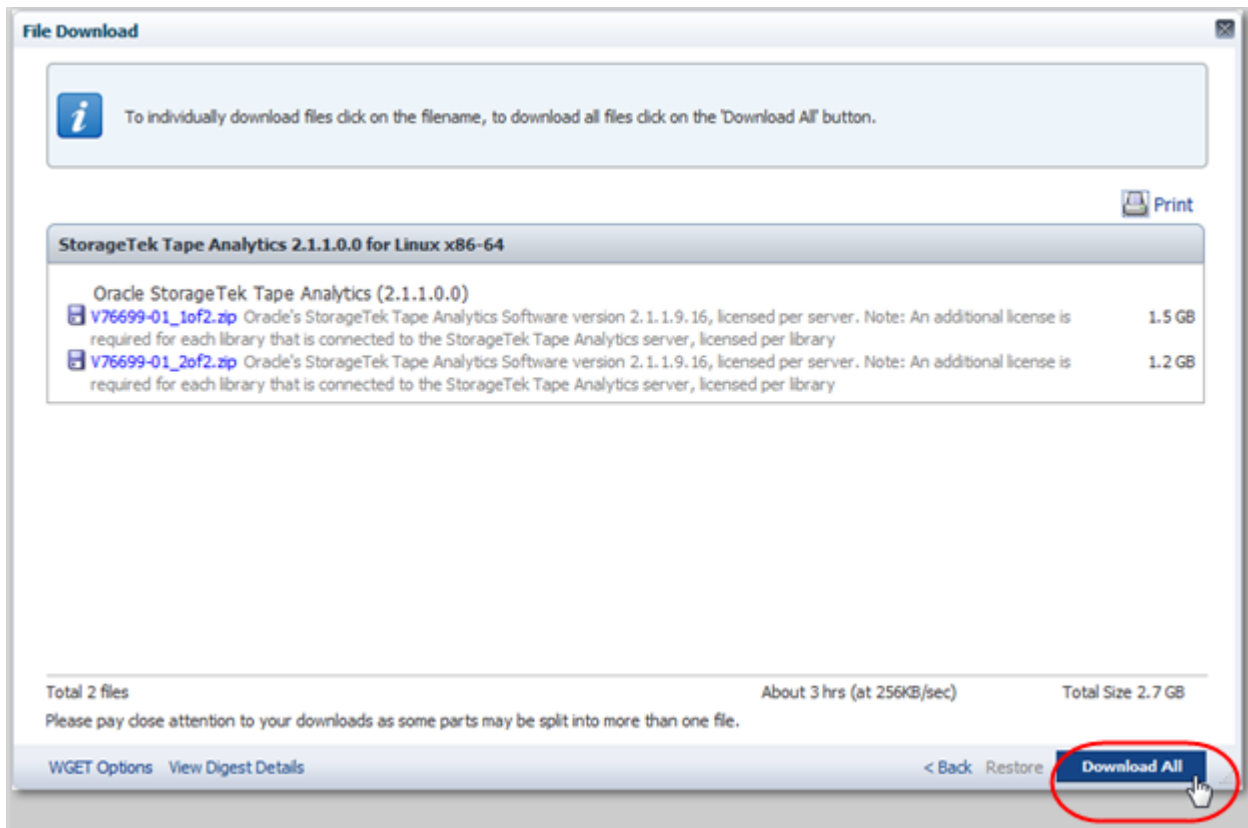 File Download
To individually download files click on the filename, to download all files click on the 'Download All' button.
Print
StorageTek Tape Analytics 2.1.1.0.0 for Linux x86-64
Oracle StorageTek Tape Analytics (2.1.1.0.0)
V76699-01_1of2.zip Oracle's StorageTek Tape Analytics Software version 2.1.1.9.16, licensed per server. Note: An additional license is 1.5 GB
required for each library that is connected to the StorageTek Tape Analytics server, licensed per library
V76699-01_2of2.zip Oracle's StorageTek Tape Analytics Software version 2.1.1.9.16, licensed per server. Note: An additional license is 1.2 GB
required for each library that is connected to the StorageTek Tape Analytics server, licensed per library
Total 2 files About 3 hrs (at 256KB/sec) Total Size 2.7 GB
Please pay close attention to your downloads as some parts may be split into more than one file.
WGET Options View Digest Details < Back Restore Download All